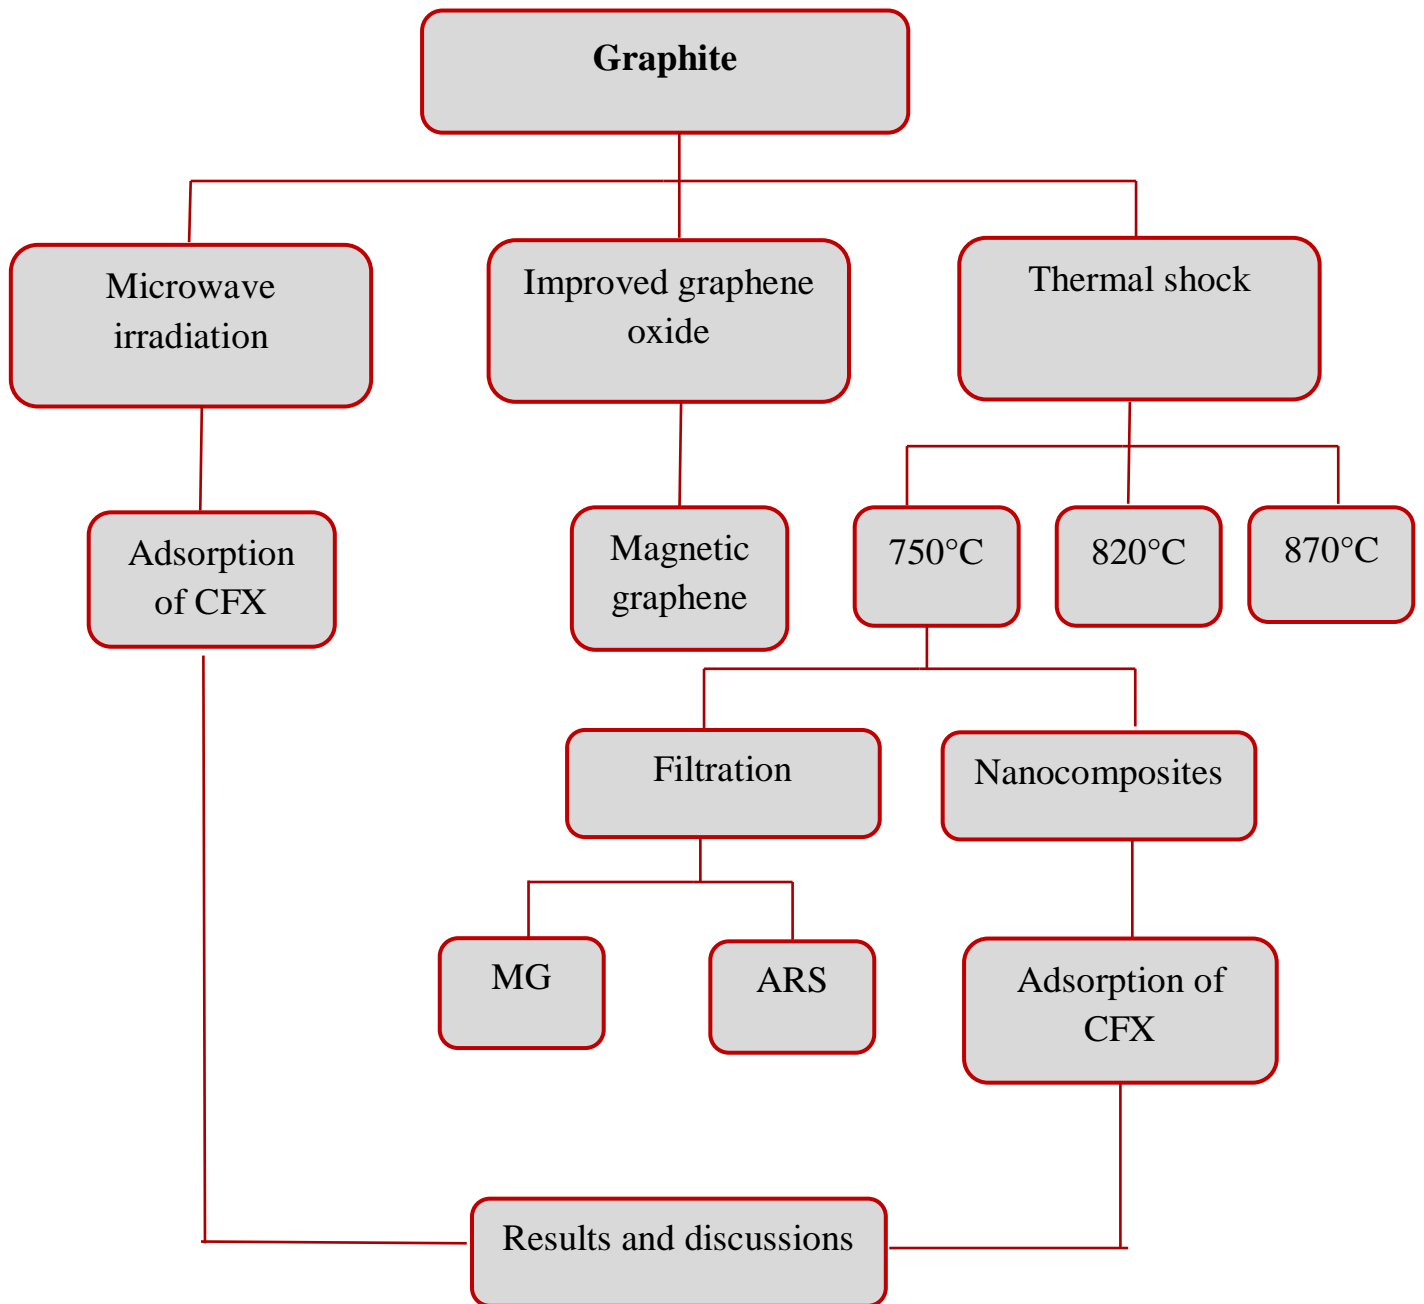 Graphite
Microwave
irradiation
Improved graphene
oxide
Thermal shock
Adsorption
of CFX
Magnetic
graphene
750°C
820°C
870°C
Filtration
Nanocomposites
MG
ARS
Adsorption of
CFX
Results and discussions